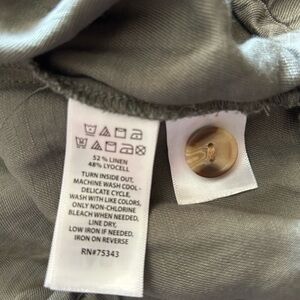 52 % LINEN
48% LYOCELL
TURN INSIDE OUT,
MACHINE WASH COOL -
DELICATE CYCLE,
WASH WITH LIKE COLORS,
ONLY NON-CHLORINE
BLEACH WHEN NEEDED,
LINE DRY,
LOW IRON IF NEEDED,
IRON ON REVERSE
RN#75343